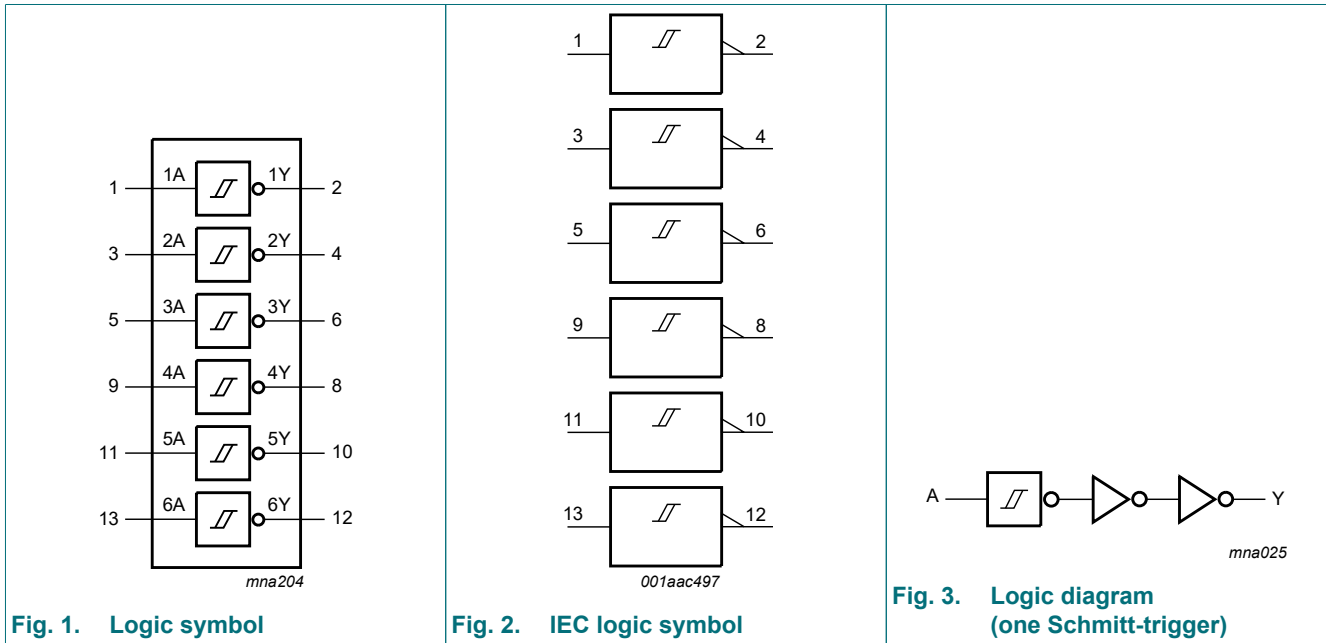 1 1A 1Y 2
3 2A 2Y 4
5 3A 3Y 6
9 4A 4Y 8
11 5A 5Y 10
13 6A 6Y 12
mna204
Fig. 1. Logic symbol
1 2
3 4
5 6
9 8
11 10
13 12
001aac497
Fig. 2. IEC logic symbol
A Y
mna025
Fig. 3. Logic diagram
(one Schmitt-trigger)